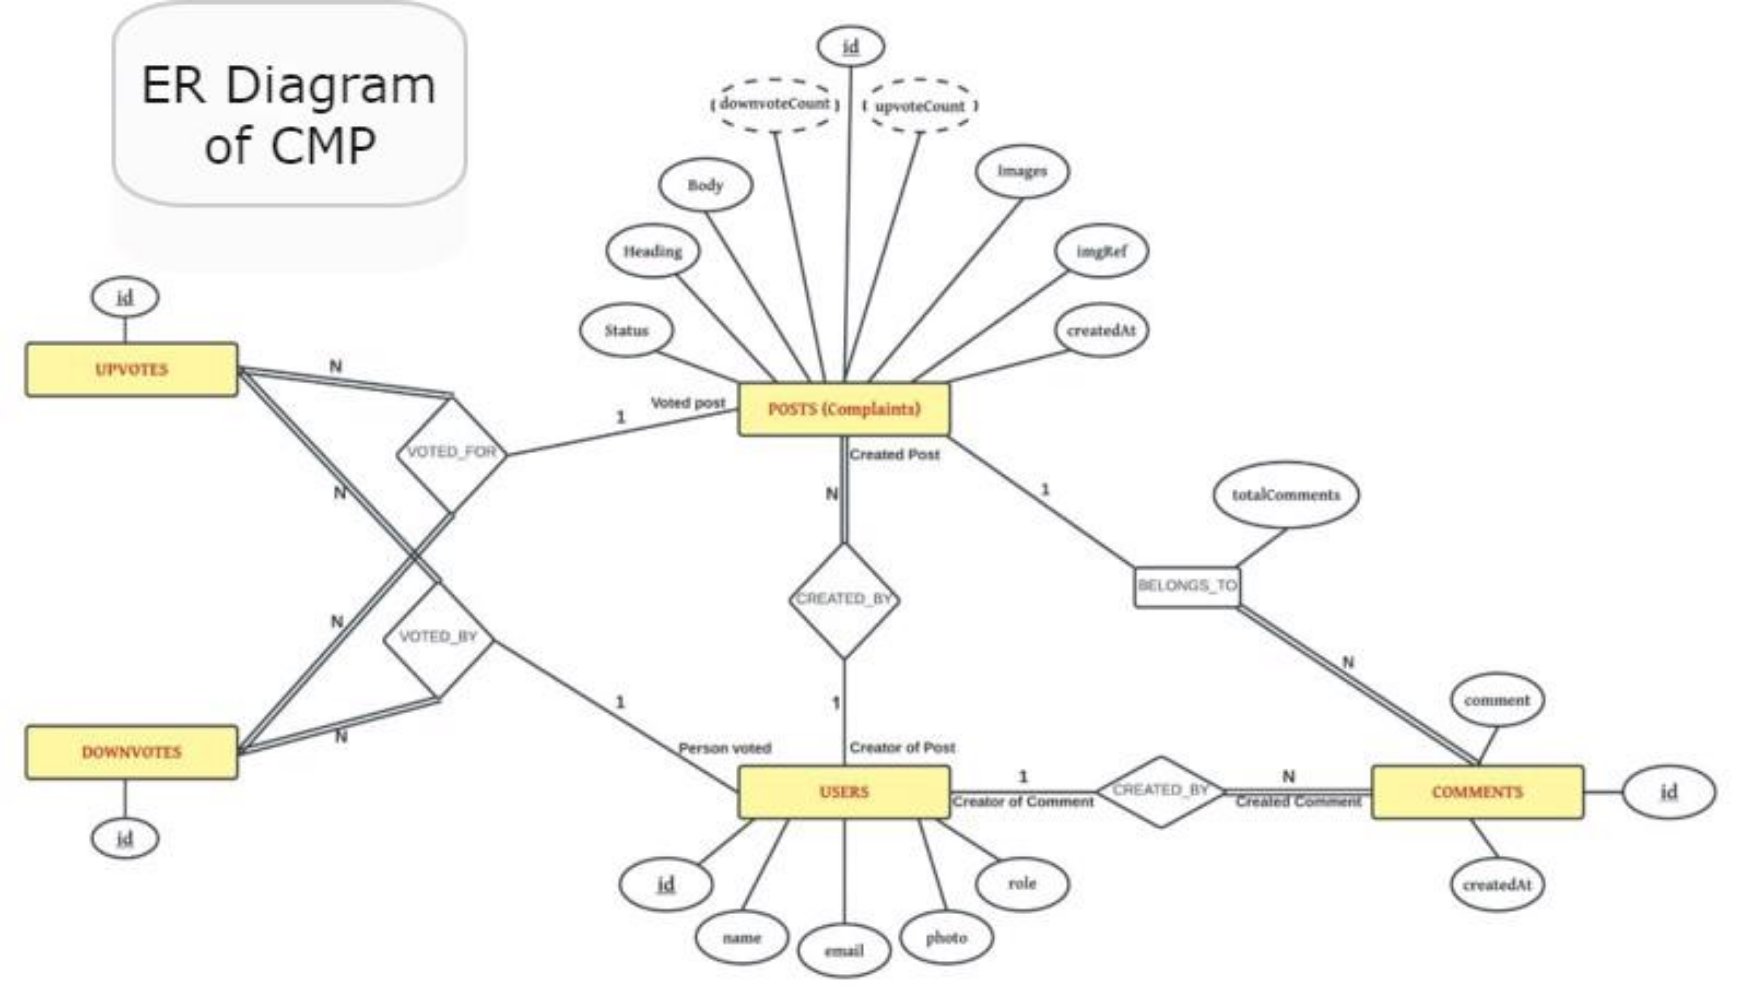 ER Diagram
of CMP
id
downvoteCount
upvoteCount
Body
Images
Heading
imgRef
Status
createdAt
id
UPVOTES
N
Voted post
1
POSTS (Complaints)
VOTED_FOR
Created Post
N
N
1
totalComments
CREATED_BY
BELONGS_TO
N
VOTED_BY
N
1
1
comment
N
DOWNVOTES
Person voted
Creator of Post
USERS
1
Creator of Comment
CREATED_BY
N
Created Comment
COMMENTS
id
id
id
name
email
photo
role
createdAt